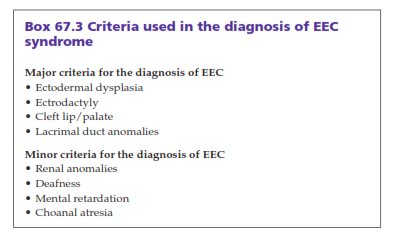 Box 67.3 Criteria used in the diagnosis of EEC
syndrome
Major criteria for the diagnosis of EEC
• Ectodermal dysplasia
• Ectrodactyly
• Cleft lip/palate
• Lacrimal duct anomalies
Minor criteria for the diagnosis of EEC
• Renal anomalies
• Deafness
• Mental retardation
• Choanal atresia